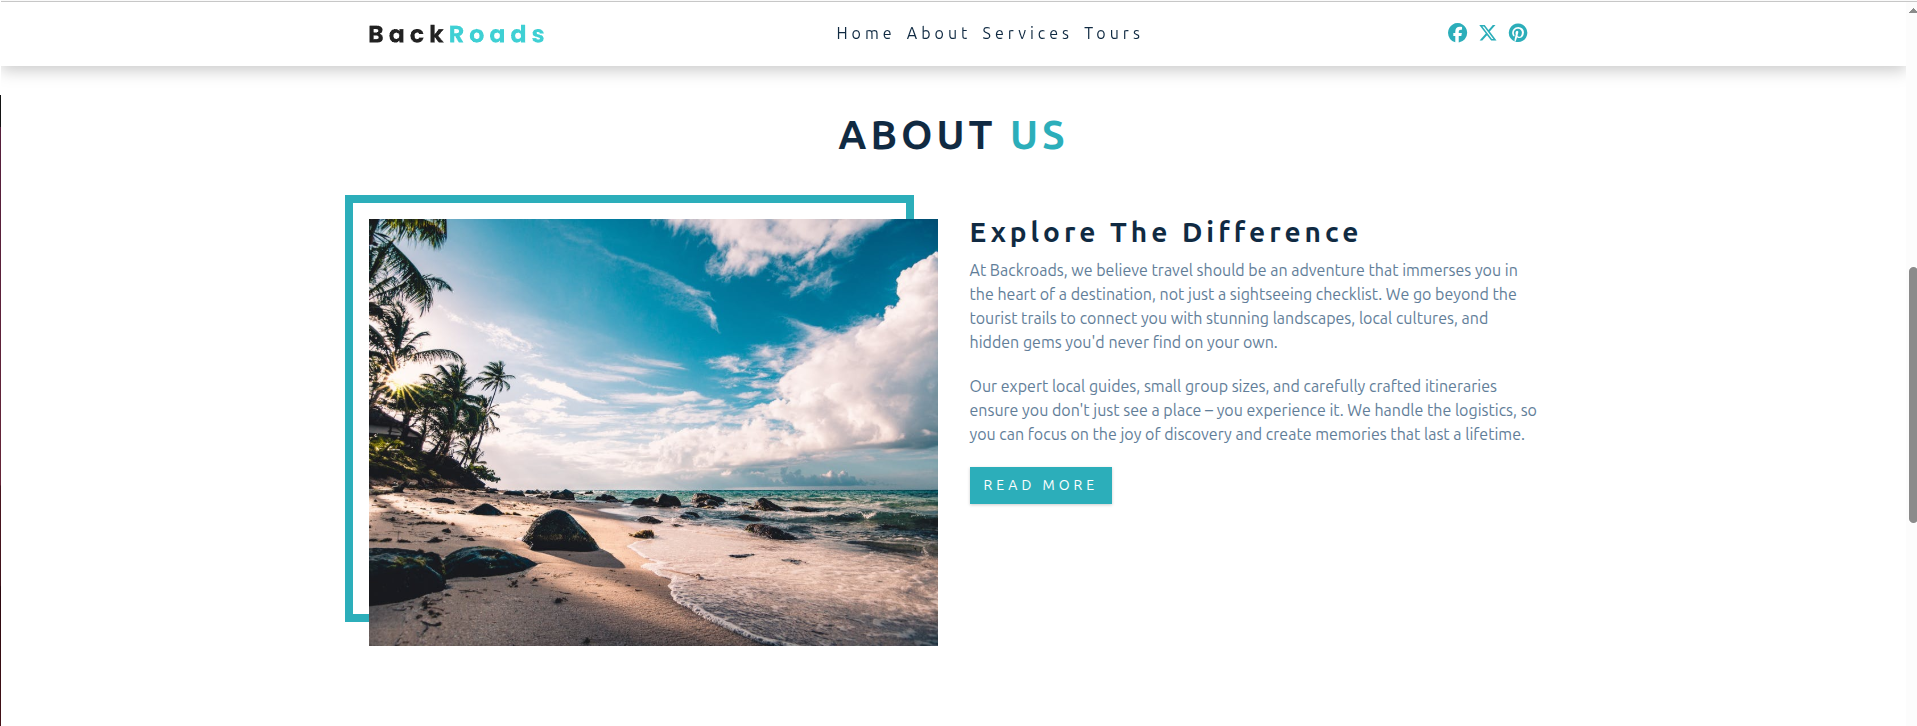 BackRoads
Home About Services Tours
ABOUT US
Explore The Difference
At Backroads, we believe travel should be an adventure that immerses you in
the heart of a destination, not just a sightseeing checklist. We go beyond the
tourist trails to connect you with stunning landscapes, local cultures, and
hidden gems you'd never find on your own.
Our expert local guides, small group sizes, and carefully crafted itineraries
ensure you don't just see a place – you experience it. We handle the logistics, so
you can focus on the joy of discovery and create memories that last a lifetime.
READ MORE